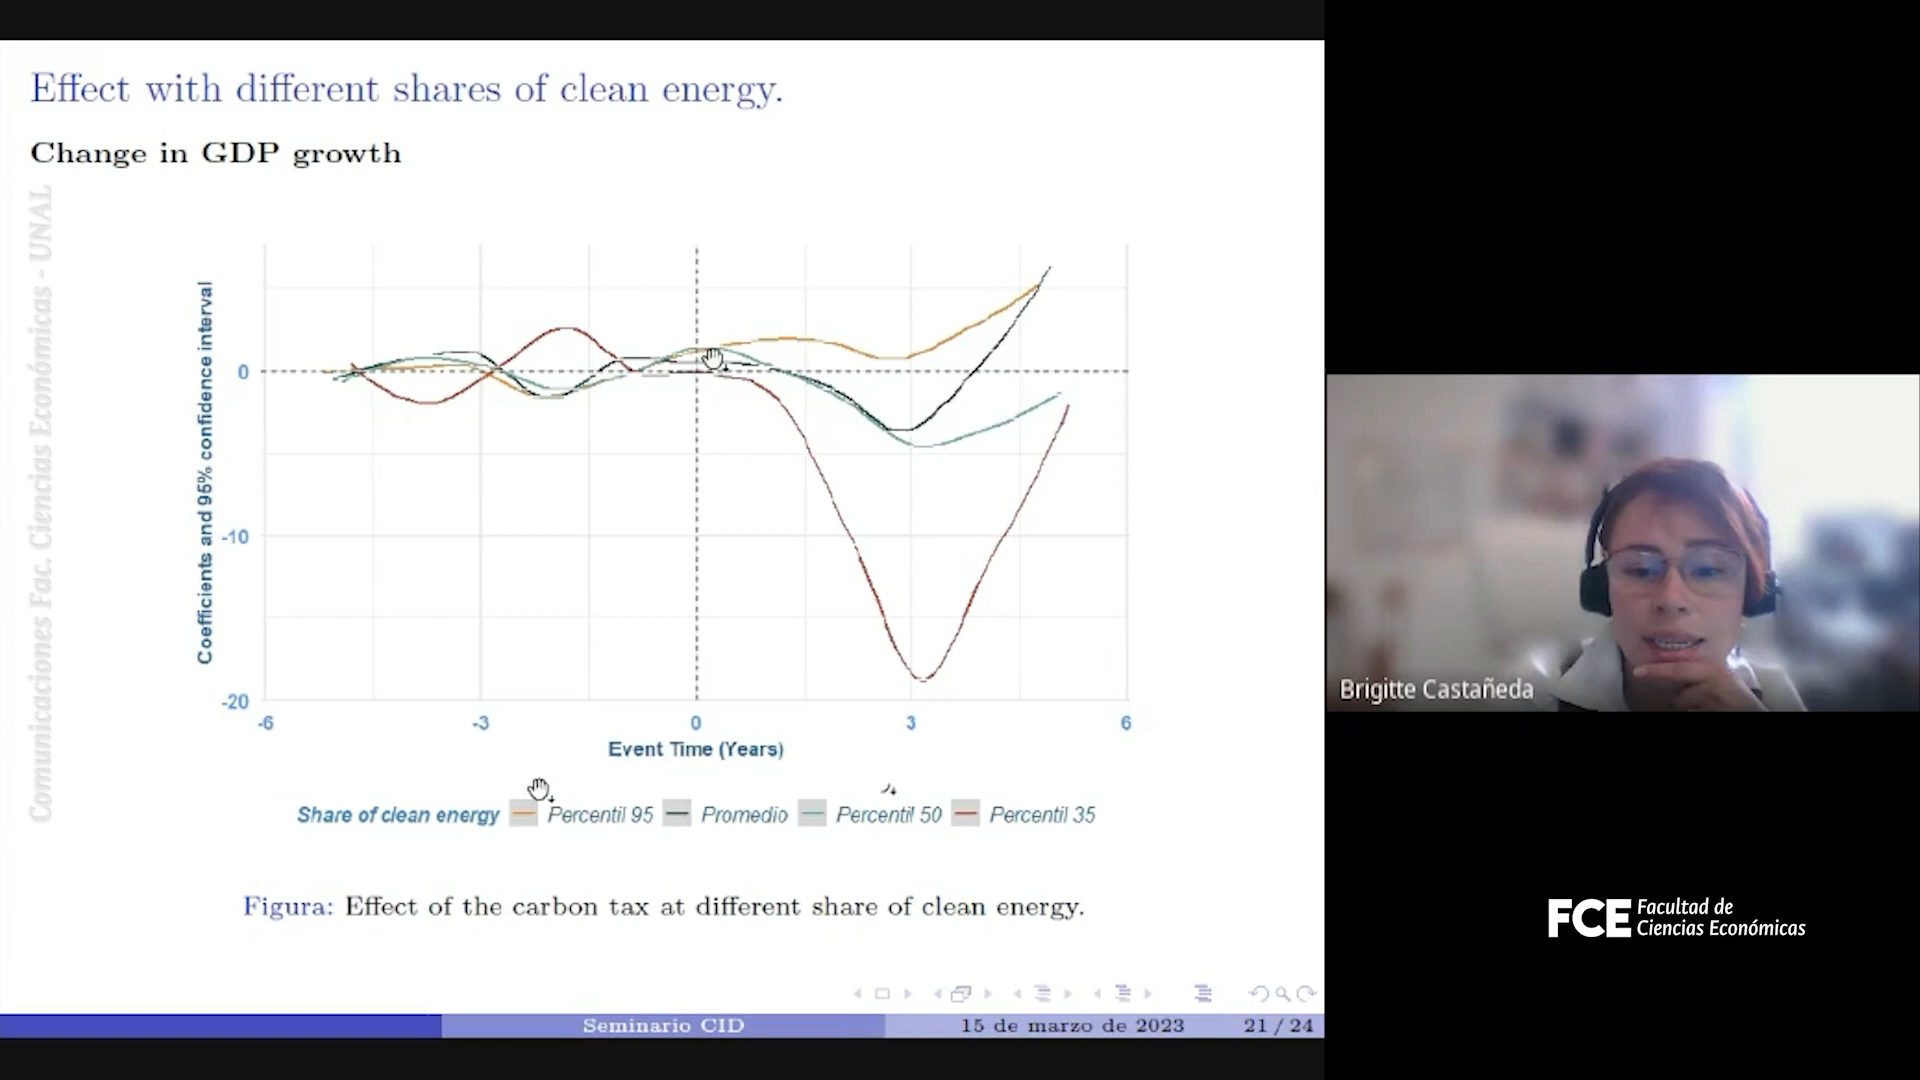 Effect with different shares of clean energy.
Change in GDP growth
Comunicaciones Fac. Ciencias Económicas - UNAL
Coefficients and 95% confidence interval
0
-10
-20
-6
-3
0
3
6
Event Time (Years)
Share of clean energy
Percentil 95
Promedio
Percentil 50
Percentil 35
Figura: Effect of the carbon tax at different share of clean energy.
Seminario CID
15 de marzo de 2023
21 / 24
Brigitte Castañeda
FCE Facultad de
Ciencias Económicas